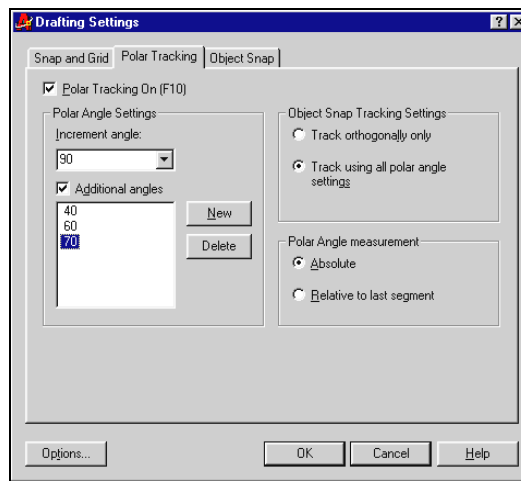 Drafting Settings
Snap and Grid Polar Tracking Object Snap
Polar Tracking On (F10)
Polar Angle Settings
Increment angle:
90
Additional angles
40
60
70
New
Delete
Object Snap Tracking Settings
Track orthogonally only
Track using all polar angle
settings
Polar Angle measurement
Absolute
Relative to last segment
Options... OK Cancel Help